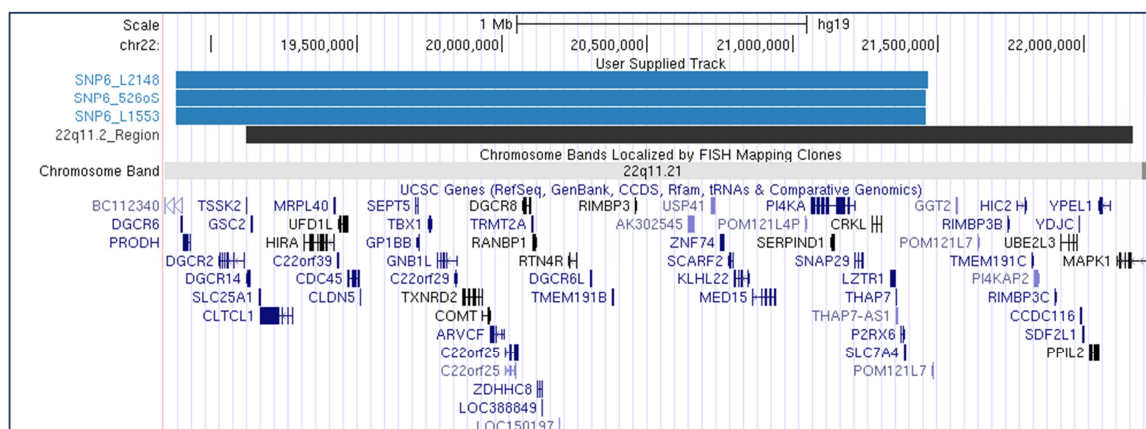 Scale 1 Mb hg19
chr22: 19,500,000 20,000,000 20,500,000 21,000,000 21,500,000 22,000,000
User Supplied Track
SNP6_L2148
SNP6_526oS
SNP6_L1553
22q11.2_Region
Chromosome Bands Localized by FISH Mapping Clones
Chromosome Band 22q11.21
UCSC Genes (RefSeq, GenBank, CCDS, Rfam, tRNAs & Comparative Genomics)
BC112340 TSSK2 MRPL40 SEPT5 DGCR8 RIMBP3 USP41 PI4KA GGT2 HIC2 YPEL1
DGCR6 GSC2 UFD1L TBX1 TRMT2A AK302545 POM121L4P CRKL RIMBP3B YDJC
PRODH HIRA GP1BB RANBP1 ZNF74 SERPIND1 POM121L7 UBE2L3
DGCR2 C22orf39 GNB1L RTN4R SCARF2 SNAP29 TMEM191C MAPK1
DGCR14 CDC45 C22orf29 DGCR6L KLHL22 LZTR1 PI4KAP2
SLC25A1 CLDN5 TXNRD2 TMEM191B MED15 THAP7 RIMBP3C
CLTCL1 COMT THAP7-AS1 CCDC116
ARVCF P2RX6 SDF2L1
C22orf25 SLC7A4 PPIL2
C22orf25 POM121L7
ZDHHC8
LOC388849
LOC150197